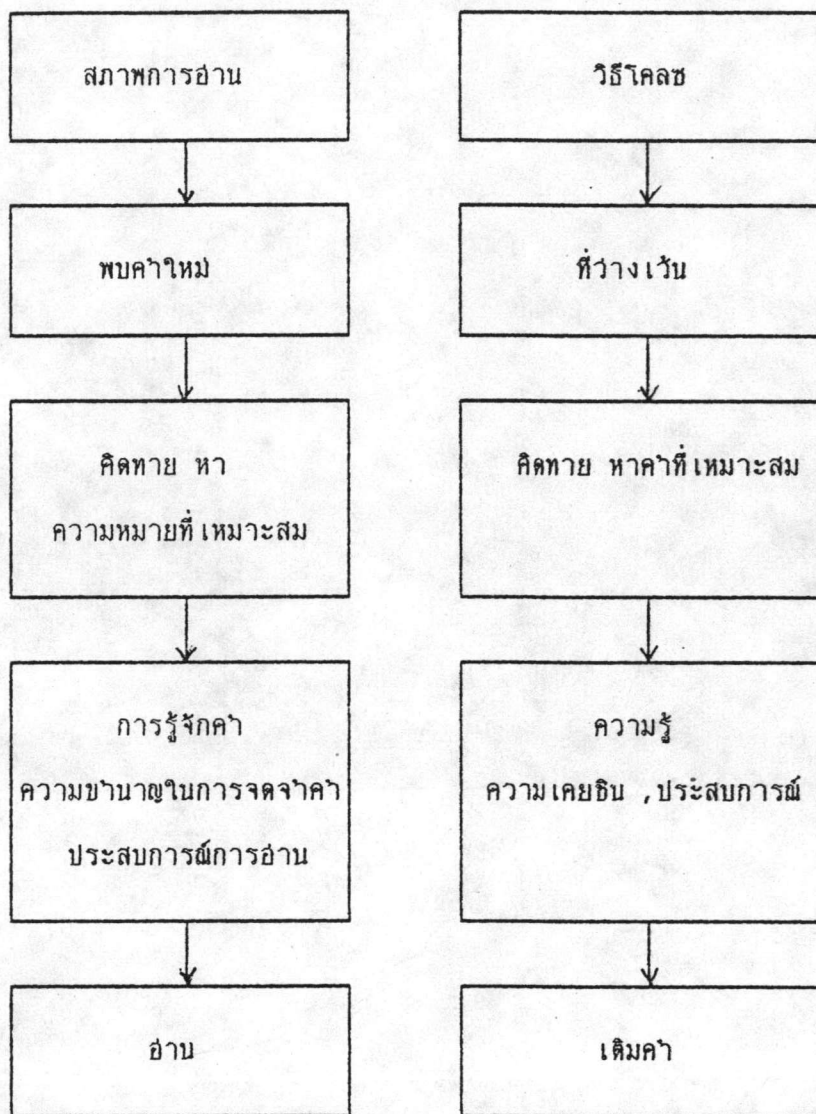 สภาพการอ่าน
วิธีโคลซ
พบคำใหม่
ที่ว่างเว้น
คิดทาย หา
ความหมายที่เหมาะสม
คิดทาย หาคำที่เหมาะสม
การรู้จักคำ
ความชำนาญในการจดจำคำ
ประสบการณ์การอ่าน
ความรู้
ความเคยชิน ,ประสบการณ์
อ่าน
เติมคำ